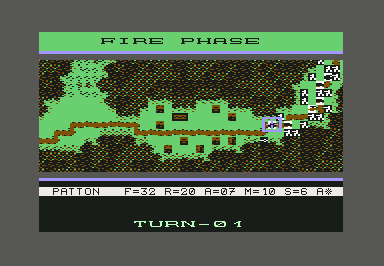 FIRE PHASE
PATTON F=32 R=20 A=07 M=10 S=6 A*
TURN-01